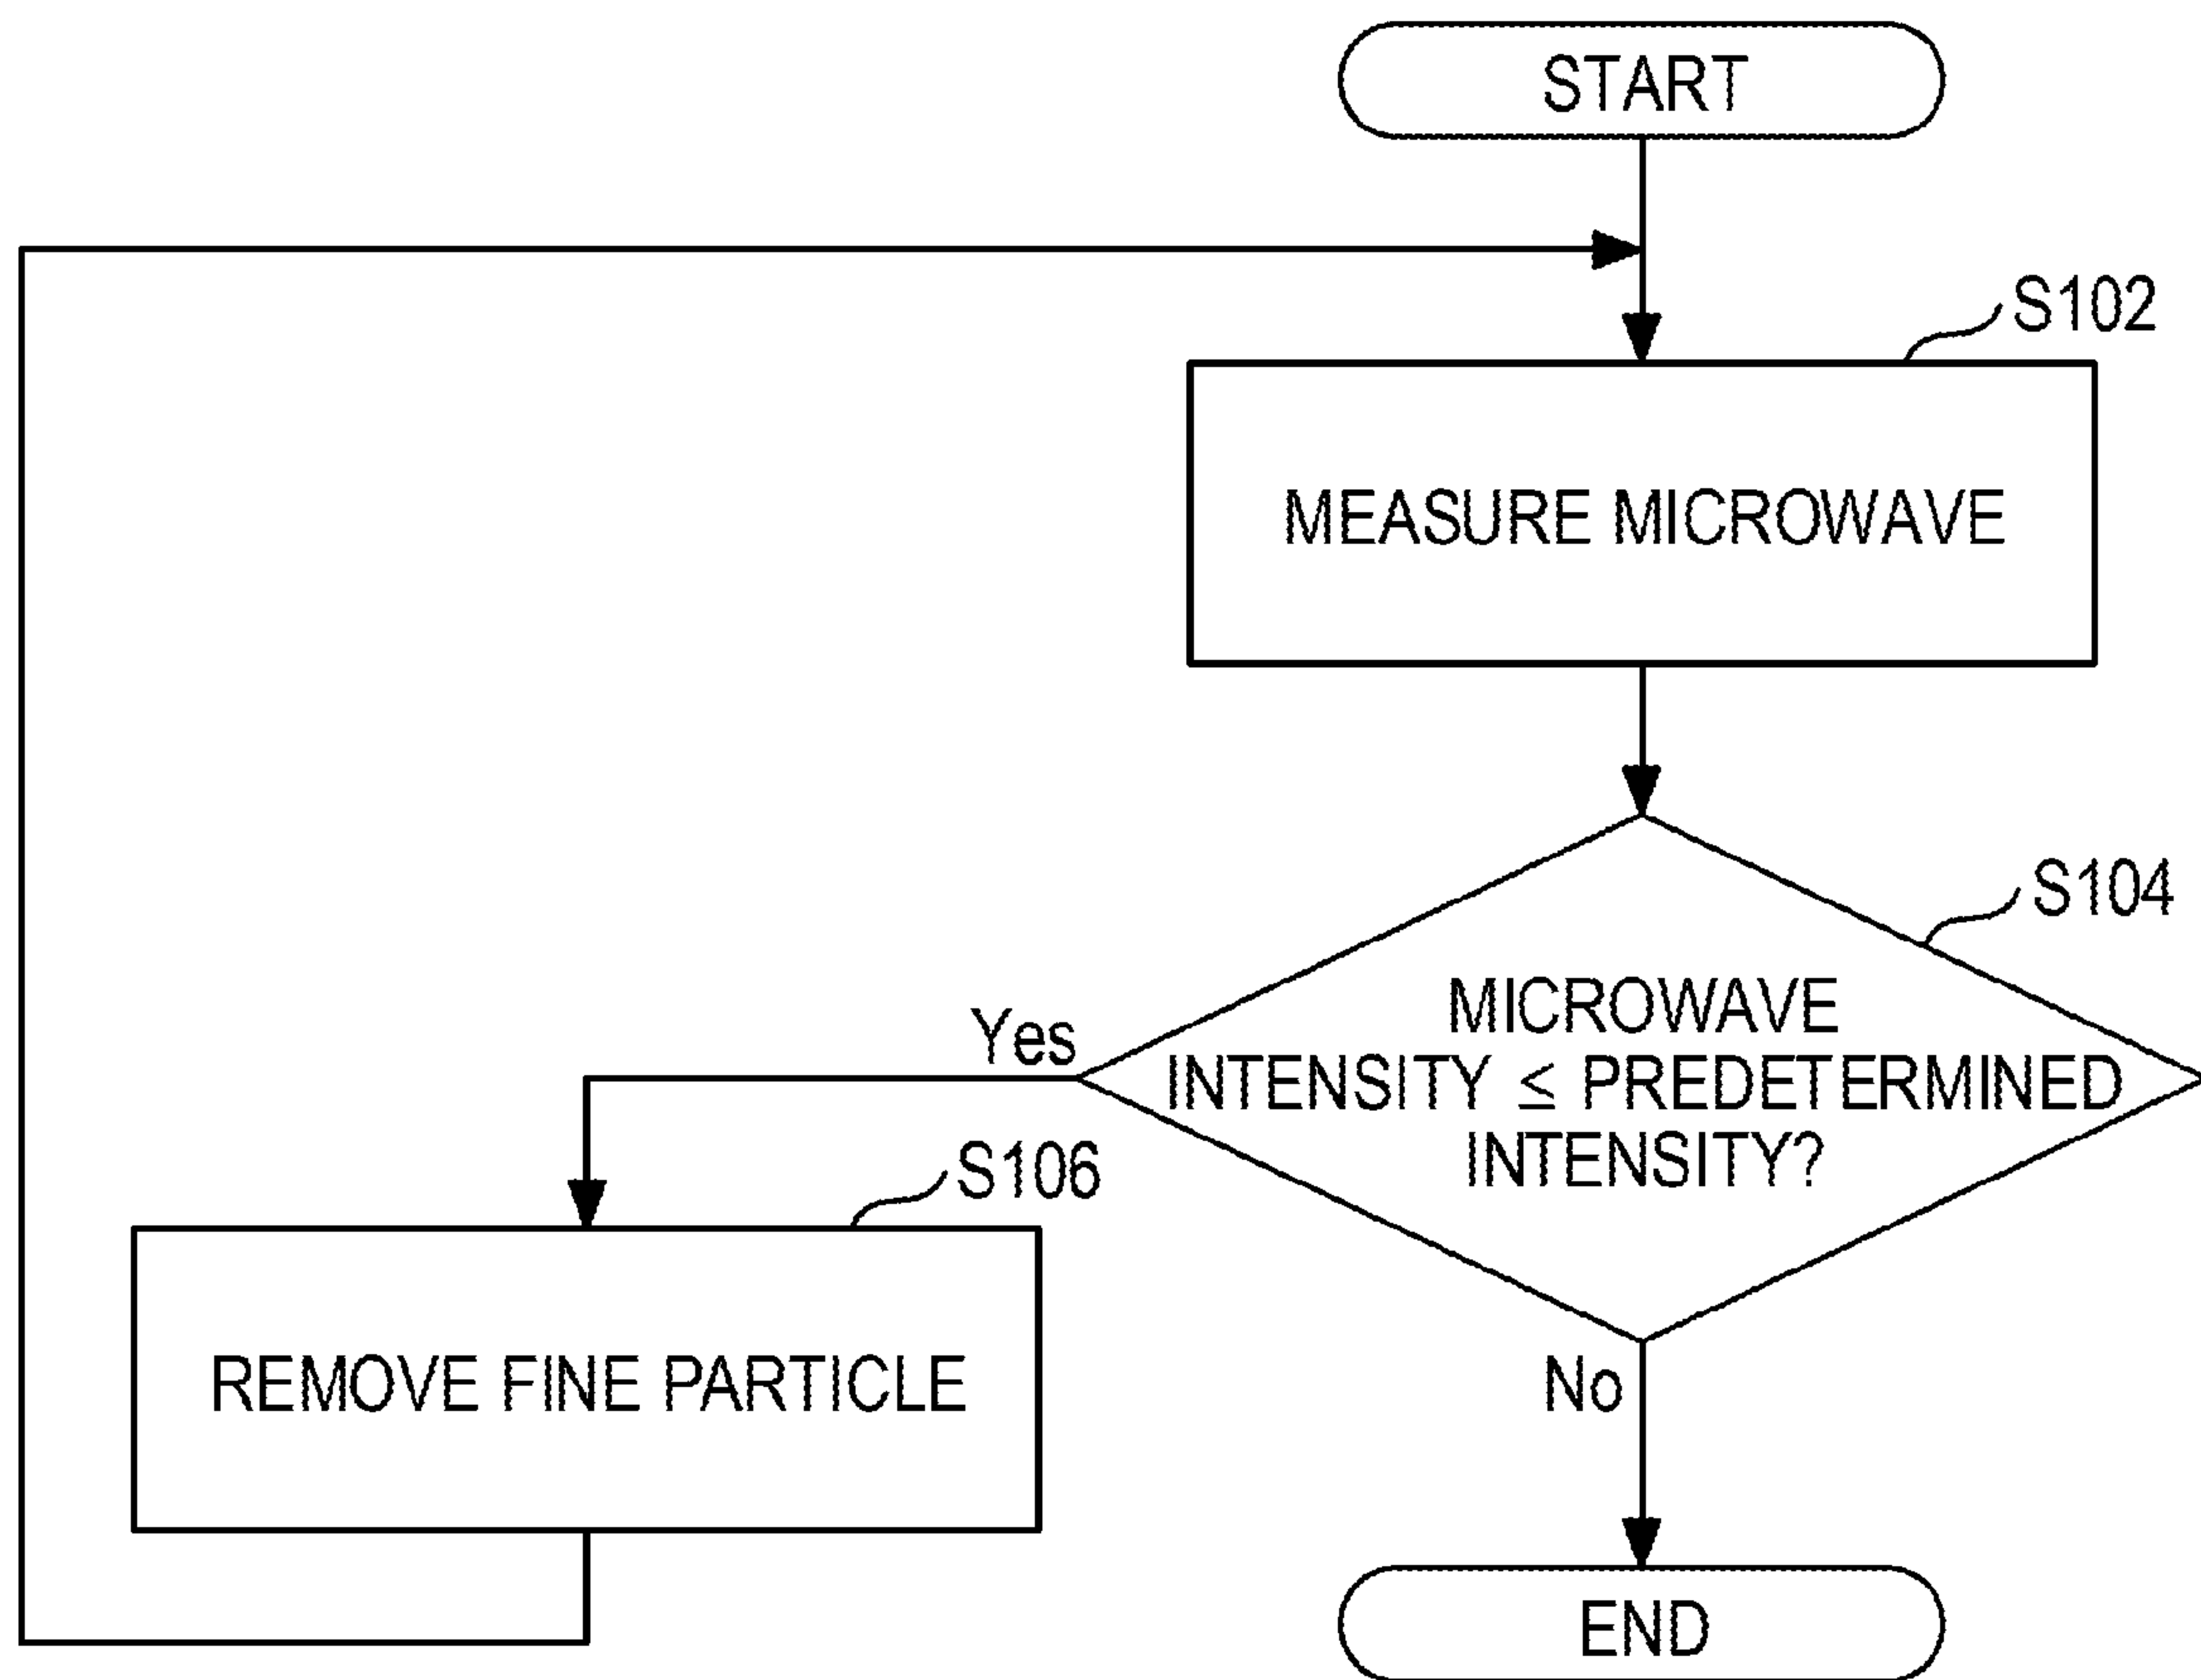 START
S102
MEASURE MICROWAVE
S104
MICROWAVE
INTENSITY ≤ PREDETERMINED
INTENSITY?
Yes
S106
REMOVE FINE PARTICLE
No
END